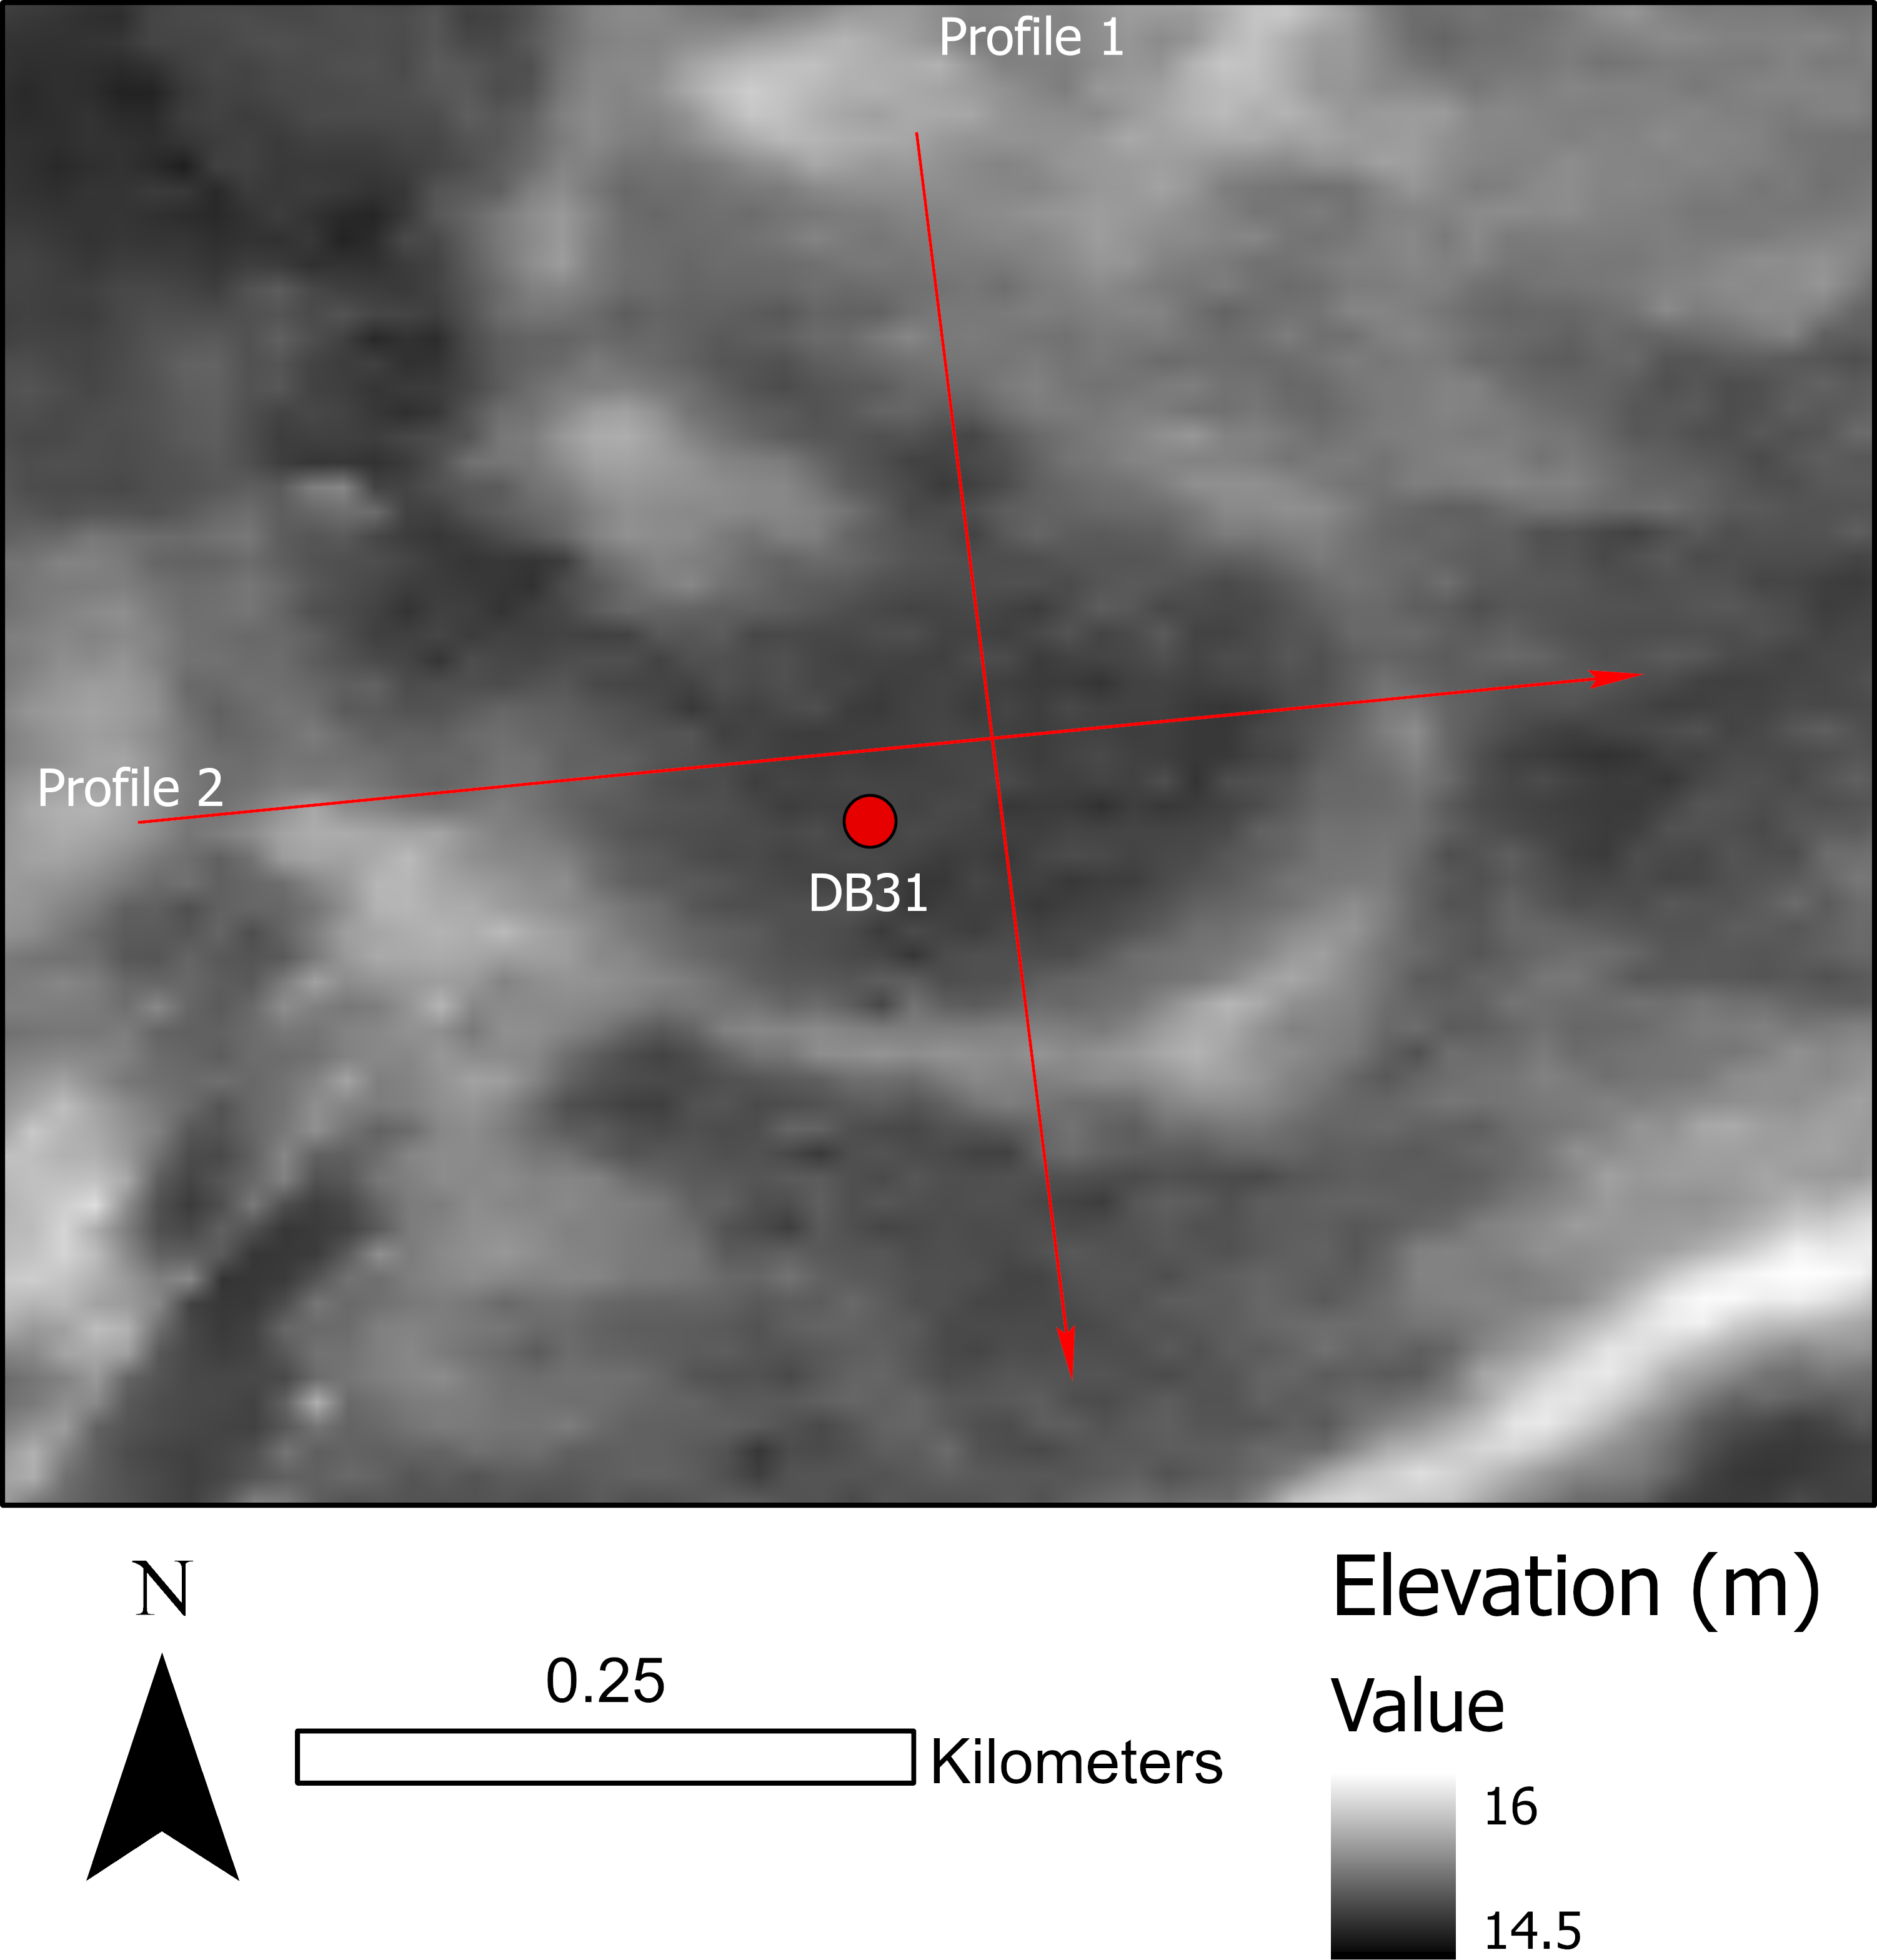 Profile 1
Profile 2
DB31
N
0.25
Kilometers
Elevation (m)
Value
16
14.5